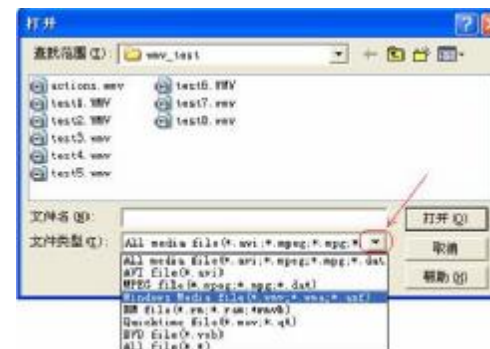 打开
查找范围(I): wmv_test
actions.wmv
test1.WMV
test2.WMV
test3.wmv
test4.wmv
test5.wmv
test6.WMV
test7.wmv
test8.wmv
文件名(N):
打开(O)
文件类型(T): All media file(*.avi;*.mpeg;*.mpg;*
取消
帮助(H)
All media file(*.avi;*.mpeg;*.mpg;*.dat
AVI file(*.avi)
MPEG file(*.mpeg;*.mpg;*.dat)
Windows Media file(*.wmv;*.wma;*.asf)
RM file(*.rm;*.ram;*rmvb)
Quicktime file(*.mov;*.qt)
DVD file(*.vob)
All file(*.*)